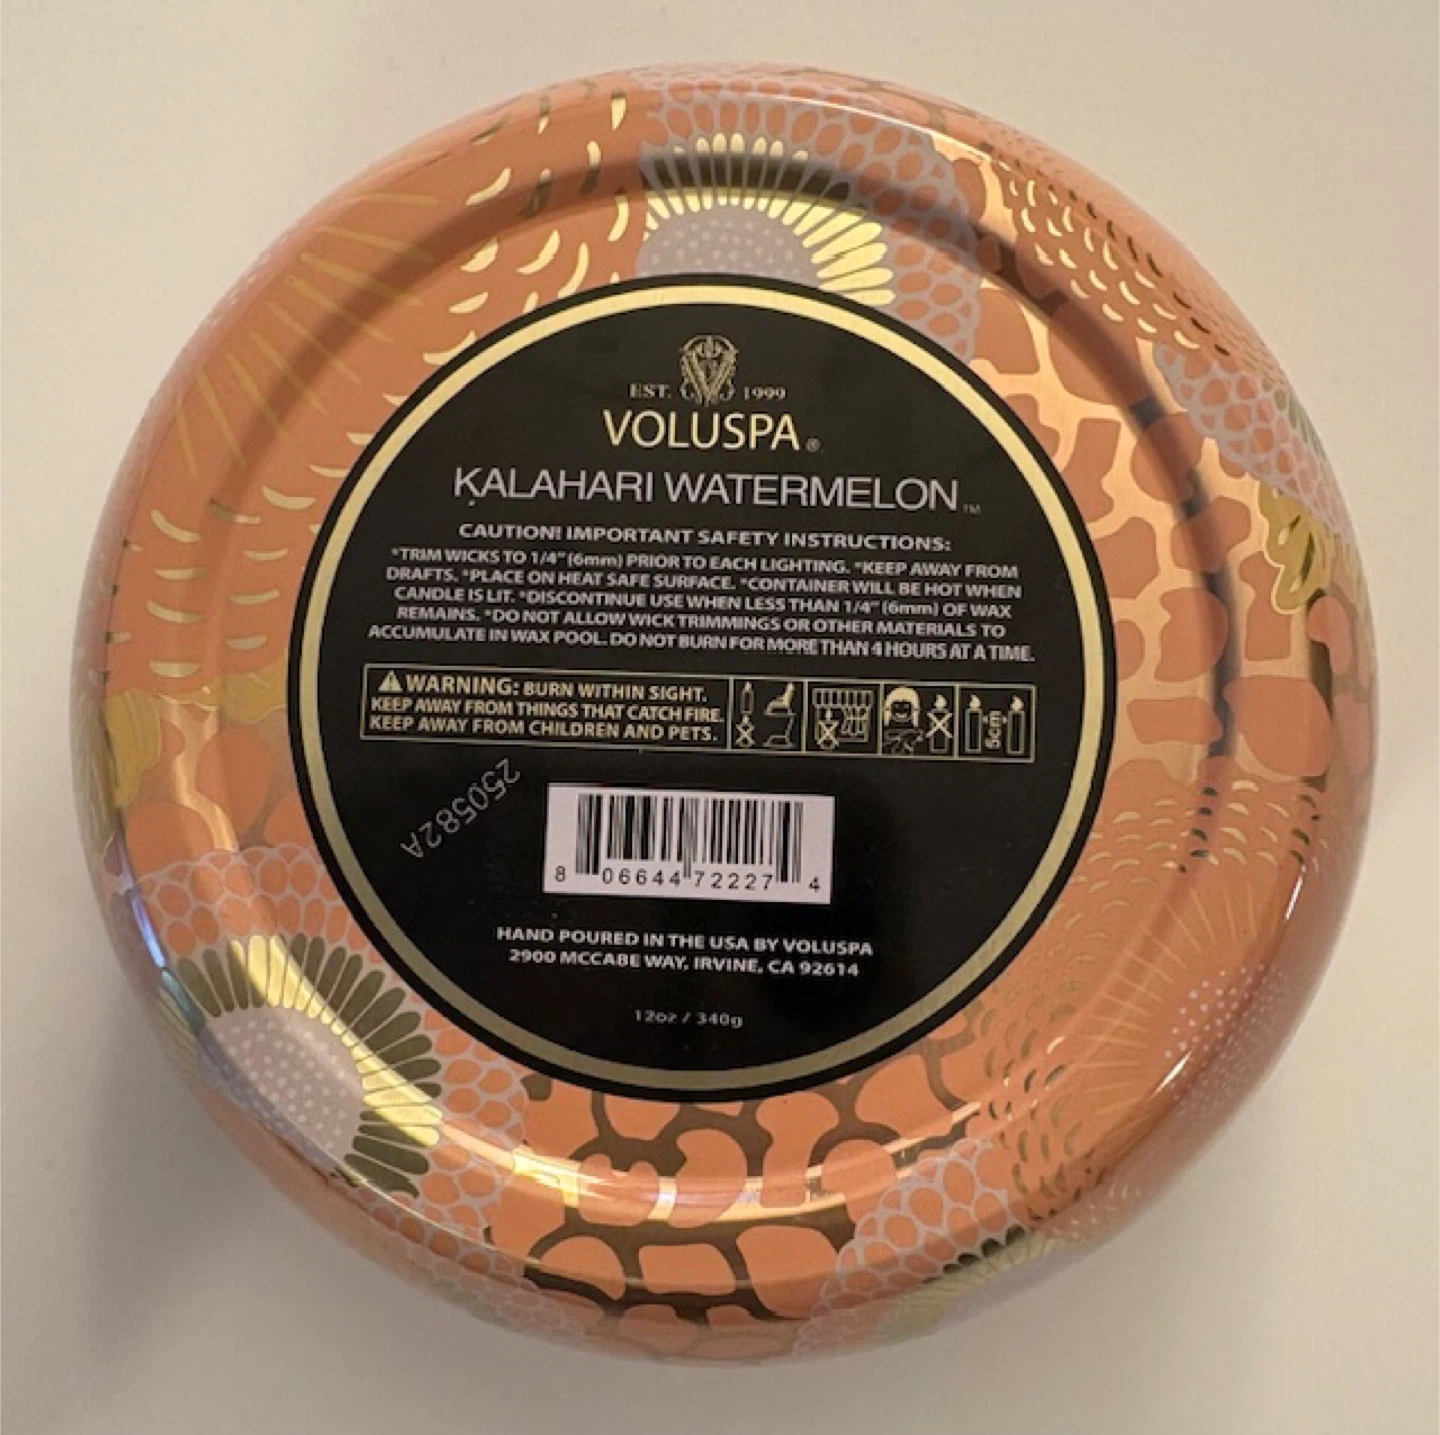 EST. 1999
VOLUSPA®
KALAHARI WATERMELON™
CAUTION! IMPORTANT SAFETY INSTRUCTIONS:
*TRIM WICKS TO 1/4" (6mm) PRIOR TO EACH LIGHTING. *KEEP AWAY FROM
DRAFTS. *PLACE ON HEAT SAFE SURFACE. *CONTAINER WILL BE HOT WHEN
CANDLE IS LIT. *DISCONTINUE USE WHEN LESS THAN 1/4" (6mm) OF WAX
REMAINS. *DO NOT ALLOW WICK TRIMMINGS OR OTHER MATERIALS TO
ACCUMULATE IN WAX POOL. DO NOT BURN FOR MORE THAN 4 HOURS AT A TIME.
WARNING: BURN WITHIN SIGHT.
KEEP AWAY FROM THINGS THAT CATCH FIRE.
KEEP AWAY FROM CHILDREN AND PETS.
5cm
250582A
8 06644 72227 4
HAND POURED IN THE USA BY VOLUSPA
2900 MCCABE WAY, IRVINE, CA 92614
12oz / 340g